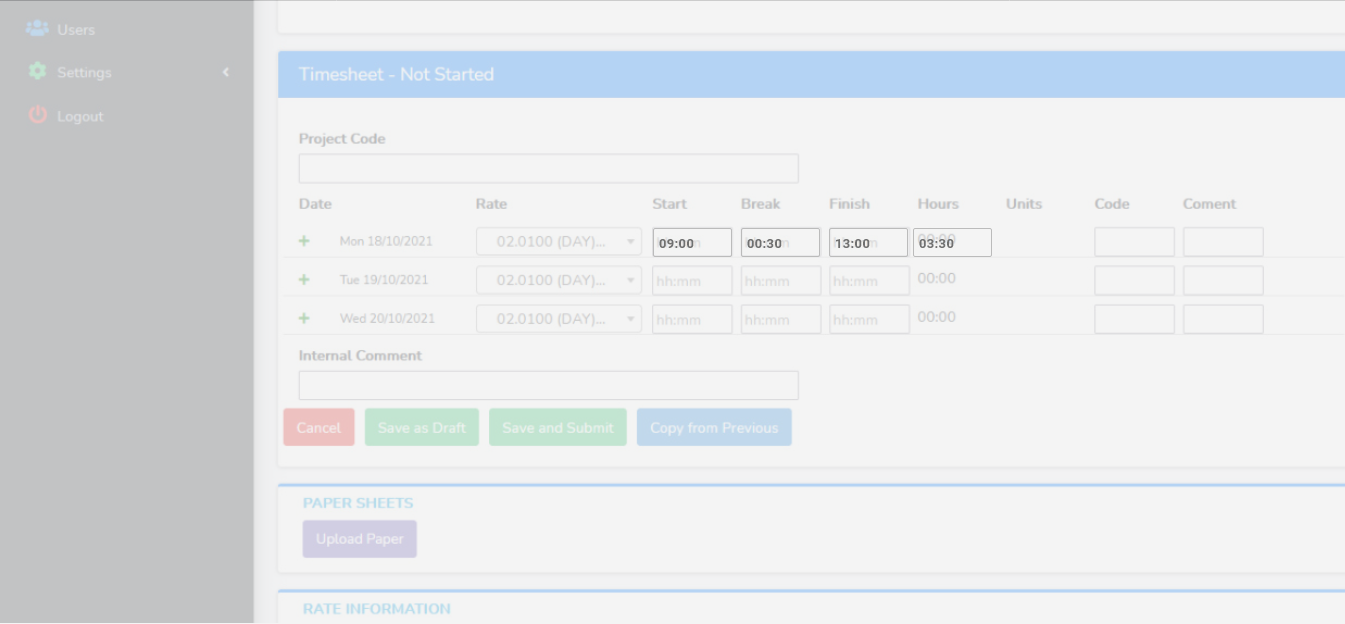 Users
Settings
Logout
Timesheet - Not Started
Project Code
Date Rate Start Break Finish Hours Units Code Coment
+ Mon 18/10/2021 02.0100 (DAY)... 09:00 00:30 13:00 03:30
+ Tue 19/10/2021 02.0100 (DAY)... hh:mm hh:mm hh:mm 00:00
+ Wed 20/10/2021 02.0100 (DAY)... hh:mm hh:mm hh:mm 00:00
Internal Comment
Cancel Save as Draft Save and Submit Copy from Previous
PAPER SHEETS
Upload Paper
RATE INFORMATION